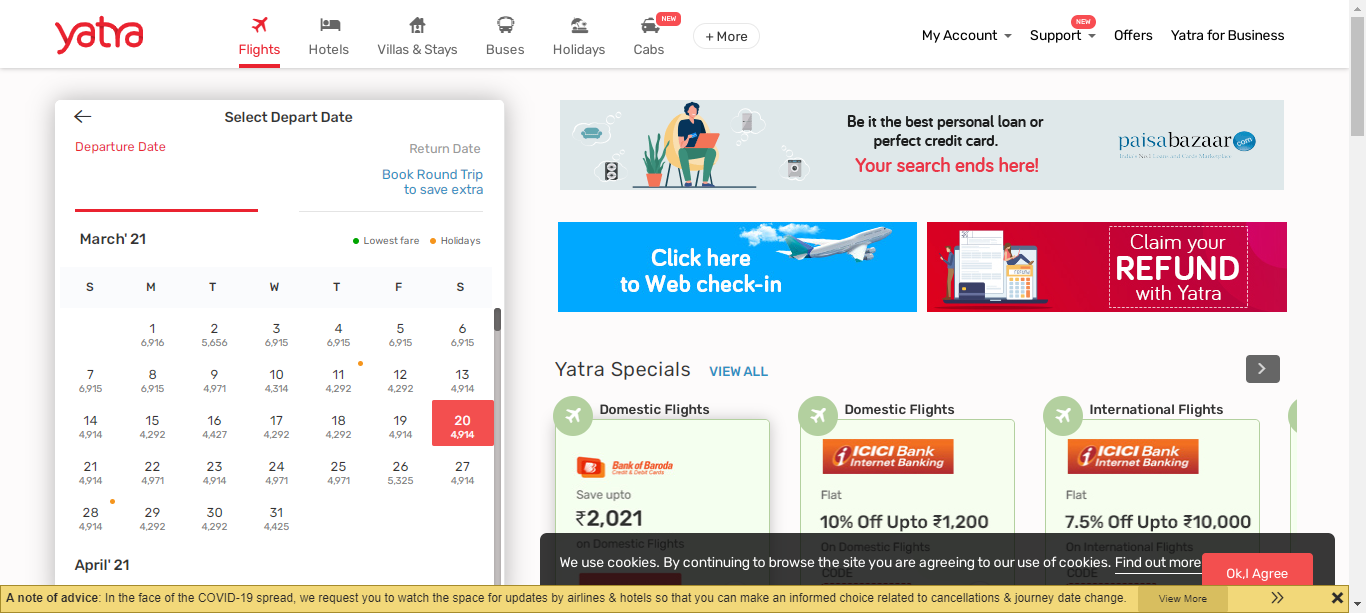 yatra
Flights
Hotels
Villas & Stays
Buses
Holidays
NEW
Cabs
+ More
My Account
NEW
Support
Offers
Yatra for Business
Select Depart Date
Departure Date
Return Date
Book Round Trip
to save extra
March' 21
Lowest fare
Holidays
S M T W T F S
1 2 3 4 5 6
6,916 5,656 6,915 6,915 6,915 6,915
7 8 9 10 11 12 13
6,915 6,915 4,971 4,314 4,292 4,292 4,914
14 15 16 17 18 19 20
4,914 4,292 4,427 4,292 4,292 4,914 4,914
21 22 23 24 25 26 27
4,914 4,971 4,914 4,971 4,971 5,325 4,914
28 29 30 31
4,914 4,292 4,292 4,425
April' 21
Be it the best personal loan or
perfect credit card.
Your search ends here!
paisabazaar.com
Click here
to Web check-in
Claim your
REFUND
with Yatra
Yatra Specials
VIEW ALL
Domestic Flights
Bank of Baroda
Credit & Debit Cards
Save upto
₹2,021
on Domestic Flights
Domestic Flights
ICICI Bank
Internet Banking
Flat
10% Off Upto ₹1,200
On Domestic Flights
CODE
International Flights
ICICI Bank
Internet Banking
Flat
7.5% Off Upto ₹10,000
On International Flights
CODE
We use cookies. By continuing to browse the site you are agreeing to our use of cookies. Find out more
Ok,I Agree
A note of advice: In the face of the COVID-19 spread, we request you to watch the space for updates by airlines & hotels so that you can make an informed choice related to cancellations & journey date change.
View More